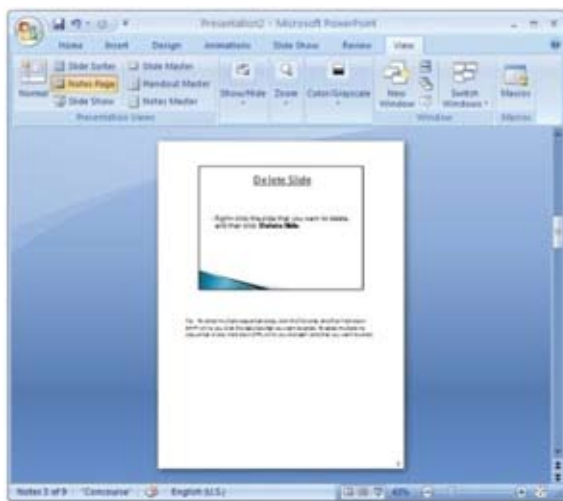 Presentation2 - Microsoft PowerPoint
Home Insert Design Animations Slide Show Review View
Normal
Slide Sorter
Notes Page
Slide Show
Slide Master
Handout Master
Notes Master
Presentation Views
Show/Hide
Zoom
Color/Grayscale
New
Window
Switch
Windows
Window
Macros
Macros
Delete Slide
Right-click the slide that you want to delete,
and then click Delete Slide.
Notes 3 of 9 "Concourse" English (U.S.)